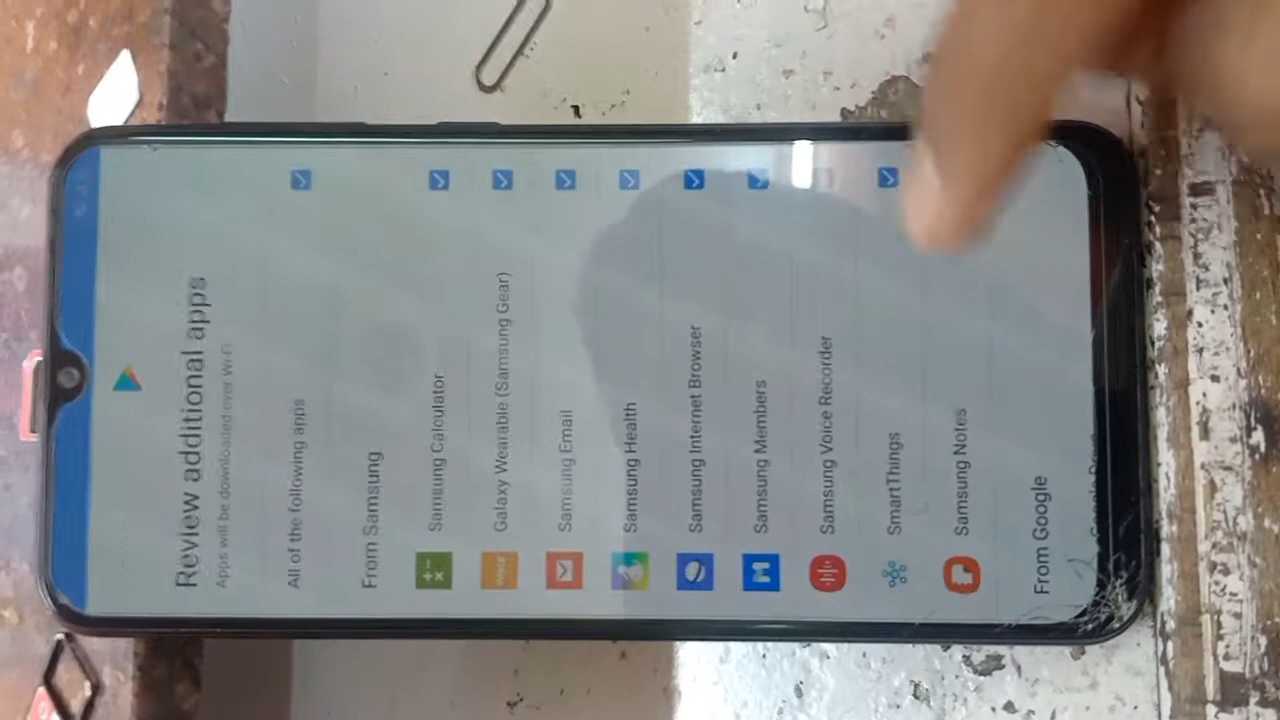 Review additional apps
Apps will be downloaded over Wi-Fi
All of the following apps
From Samsung
Samsung Calculator
Galaxy Wearable (Samsung Gear)
Samsung Email
Samsung Health
Samsung Internet Browser
Samsung Members
Samsung Voice Recorder
SmartThings
Samsung Notes
From Google
Google Drive